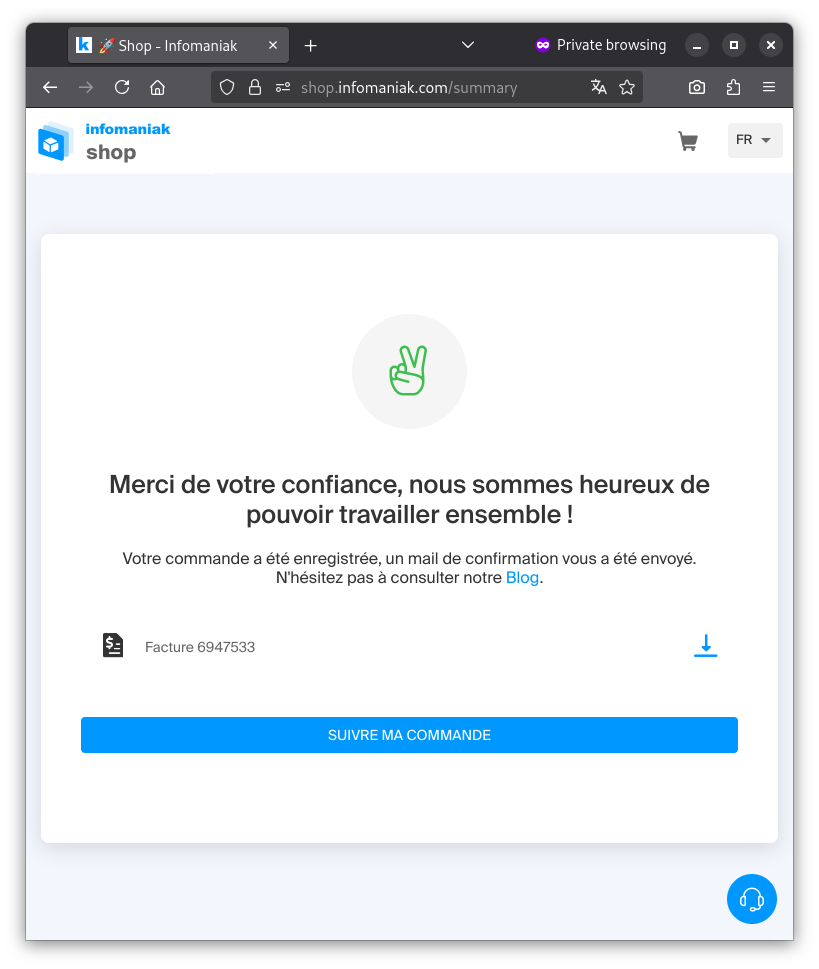 🚀 Shop - Infomaniak
Private browsing
shop.infomaniak.com/summary
infomaniak
shop
FR
Merci de votre confiance, nous sommes heureux de
pouvoir travailler ensemble !
Votre commande a été enregistrée, un mail de confirmation vous a été envoyé.
N'hésitez pas à consulter notre Blog.
Facture 6947533
SUIVRE MA COMMANDE